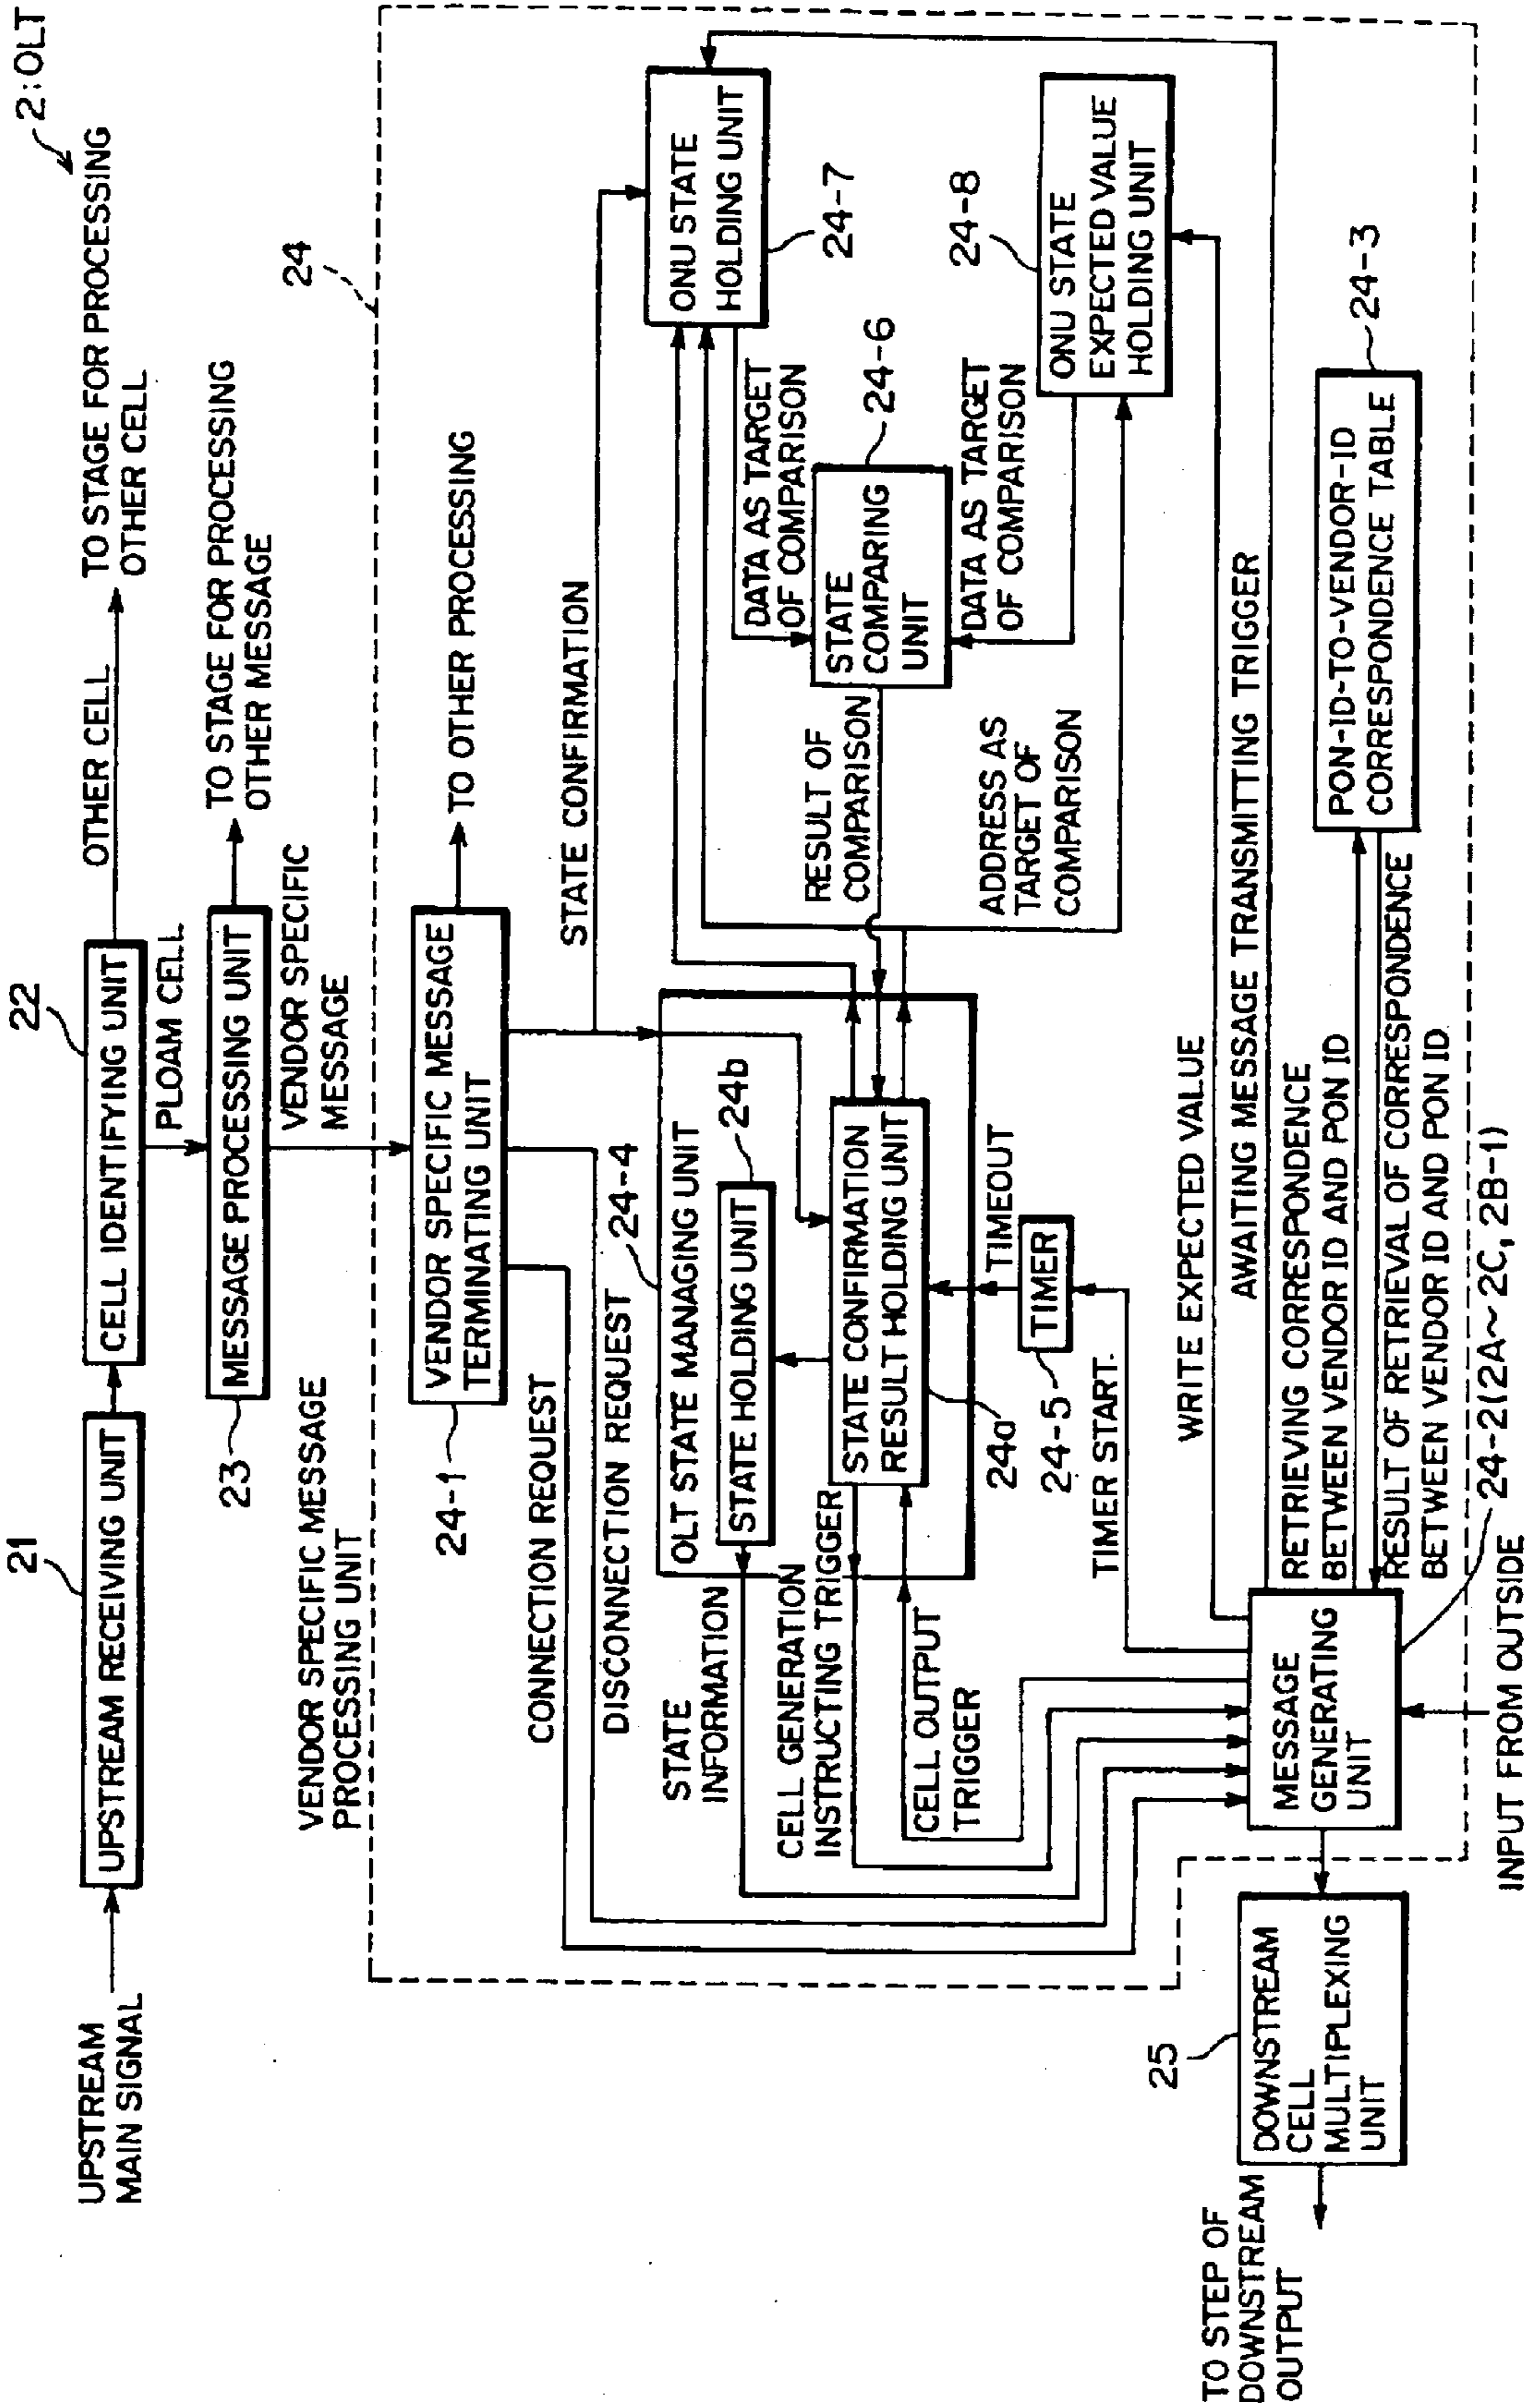 2:OLT
UPSTREAM
MAIN SIGNAL
21
UPSTREAM RECEIVING UNIT
22
CELL IDENTIFYING UNIT
OTHER CELL
TO STAGE FOR PROCESSING
OTHER CELL
PLOAM CELL
23
MESSAGE PROCESSING UNIT
TO STAGE FOR PROCESSING
OTHER MESSAGE
VENDOR SPECIFIC
MESSAGE
VENDOR SPECIFIC MESSAGE
PROCESSING UNIT
24
24-1
VENDOR SPECIFIC MESSAGE
TERMINATING UNIT
TO OTHER PROCESSING
CONNECTION REQUEST
DISCONNECTION REQUEST
STATE CONFIRMATION
ONU STATE
HOLDING UNIT
24-7
OLT STATE MANAGING UNIT
24-4
STATE HOLDING UNIT
24b
STATE CONFIRMATION
RESULT HOLDING UNIT
24a
STATE
INFORMATION
CELL GENERATION
INSTRUCTING TRIGGER
CELL OUTPUT
TRIGGER
DATA AS TARGET
OF COMPARISON
STATE
COMPARING
UNIT
24-6
RESULT OF
COMPARISON
DATA AS TARGET
OF COMPARISON
24-8
ONU STATE
EXPECTED VALUE
HOLDING UNIT
ADDRESS AS
TARGET OF
COMPARISON
TIMEOUT
TIMER
24-5
TIMER START
WRITE EXPECTED VALUE
AWAITING MESSAGE TRANSMITTING TRIGGER
RETRIEVING CORRESPONDENCE
BETWEEN VENDOR ID AND PON ID
PON-ID-TO-VENDOR-ID
CORRESPONDENCE TABLE
24-3
RESULT OF RETRIEVAL OF CORRESPONDENCE
BETWEEN VENDOR ID AND PON ID
MESSAGE
GENERATING
UNIT
24-2(2A~2C, 2B-1)
INPUT FROM OUTSIDE
25
DOWNSTREAM
CELL
MULTIPLEXING
UNIT
TO STEP OF
DOWNSTREAM
OUTPUT